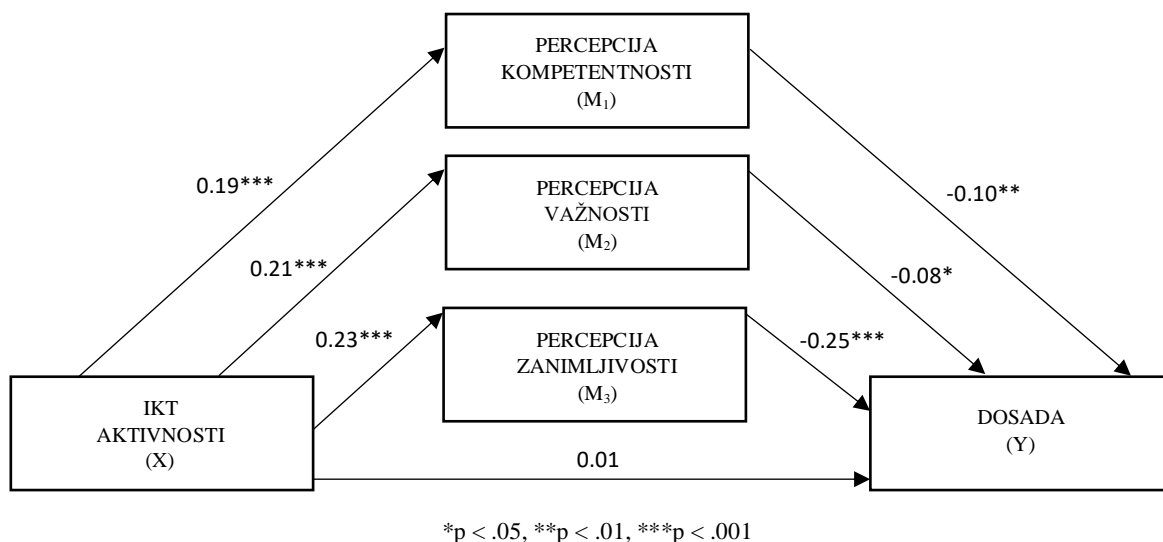 PERCEPCIJA
KOMPETENTNOSTI
(M₁)
0.19***
-0.10**
PERCEPCIJA
VAŽNOSTI
(M₂)
0.21***
-0.08*
PERCEPCIJA
ZANIMLJIVOSTI
(M₃)
0.23***
-0.25***
IKT
AKTIVNOSTI
(X)
0.01
DOSADA
(Y)
*p < .05, **p < .01, ***p < .001